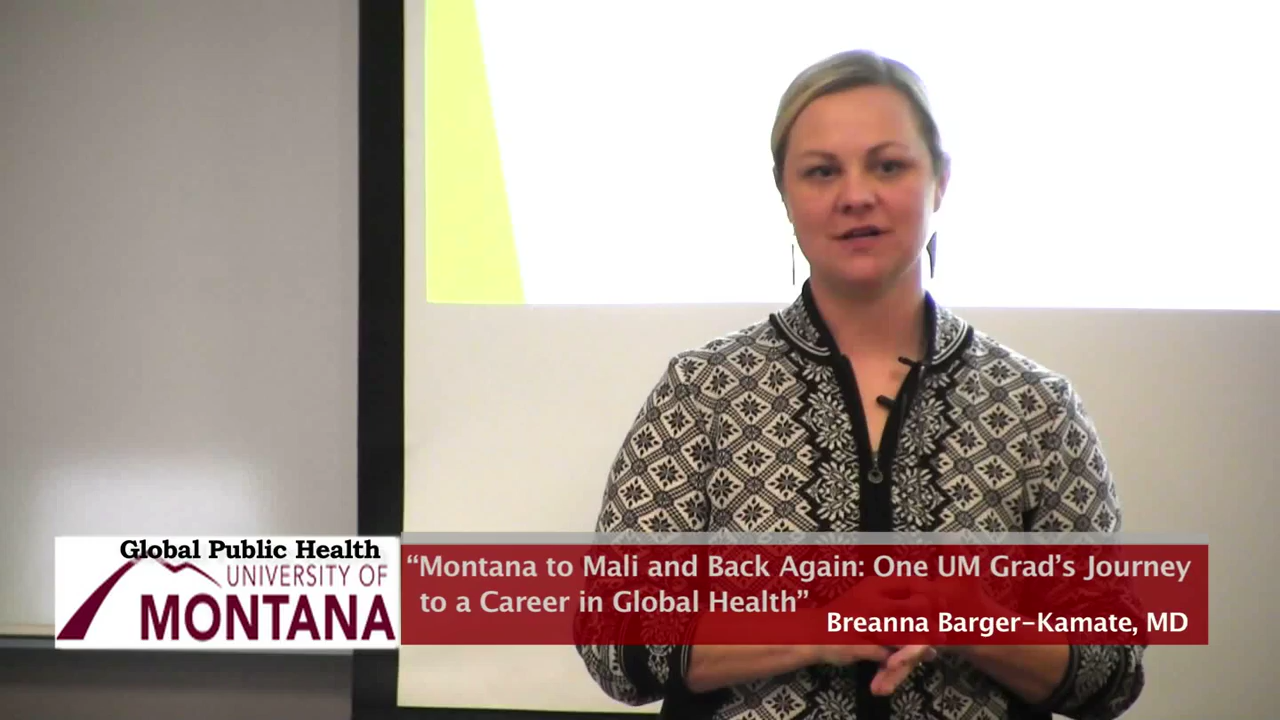 Global Public Health
UNIVERSITY OF
MONTANA
“Montana to Mali and Back Again: One UM Grad’s Journey
to a Career in Global Health”
Breanna Barger-Kamate, MD